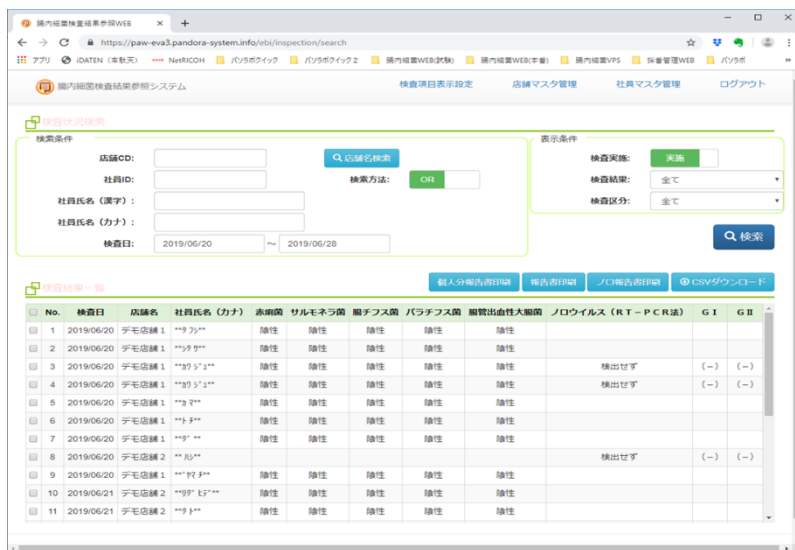 腸内細菌検査結果参照WEB
https://paw-eva3.pandora-system.info/ebi/inspection/search
アプリ iDATEN（韋駄天） NetRICOH パソラボクイック パソラボクイック2 腸内細菌WEB(試験) 腸内細菌WEB(本番) 腸内細菌VPS 採番管理WEB パソラボ
腸内細菌検査結果参照システム 検査項目表示設定 店舗マスタ管理 社員マスタ管理 ログアウト
検査状況検索
検索条件 表示条件
店舗CD: 店舗名検索 検査実施: 実施
社員ID: 検索方法: OR 検査結果: 全て
社員氏名（漢字）: 検査区分: 全て
社員氏名（カナ）:
検査日: 2019/06/20 ～ 2019/06/28 検索
検査結果一覧 個人分報告書印刷 報告書印刷 ノロ報告書印刷 CSVダウンロード
No. 検査日 店舗名 社員氏名（カナ） 赤痢菌 サルモネラ菌 腸チフス菌 パラチフス菌 腸管出血性大腸菌 ノロウイルス（RT－PCR法） GⅠ GⅡ
1 2019/06/20 デモ店舗1 陰性 陰性 陰性 陰性 陰性
2 2019/06/20 デモ店舗1 陰性 陰性 陰性 陰性 陰性
3 2019/06/20 デモ店舗1 陰性 陰性 陰性 陰性 陰性 検出せず (－) (－)
4 2019/06/20 デモ店舗1 陰性 陰性 陰性 陰性 陰性 検出せず (－) (－)
5 2019/06/20 デモ店舗1 陰性 陰性 陰性 陰性 陰性
6 2019/06/20 デモ店舗1 陰性 陰性 陰性 陰性 陰性
7 2019/06/20 デモ店舗1 陰性 陰性 陰性 陰性 陰性
8 2019/06/20 デモ店舗2 検出せず (－) (－)
9 2019/06/20 デモ店舗1 陰性 陰性 陰性 陰性 陰性
10 2019/06/21 デモ店舗2 陰性 陰性 陰性 陰性 陰性
11 2019/06/21 デモ店舗2 陰性 陰性 陰性 陰性 陰性